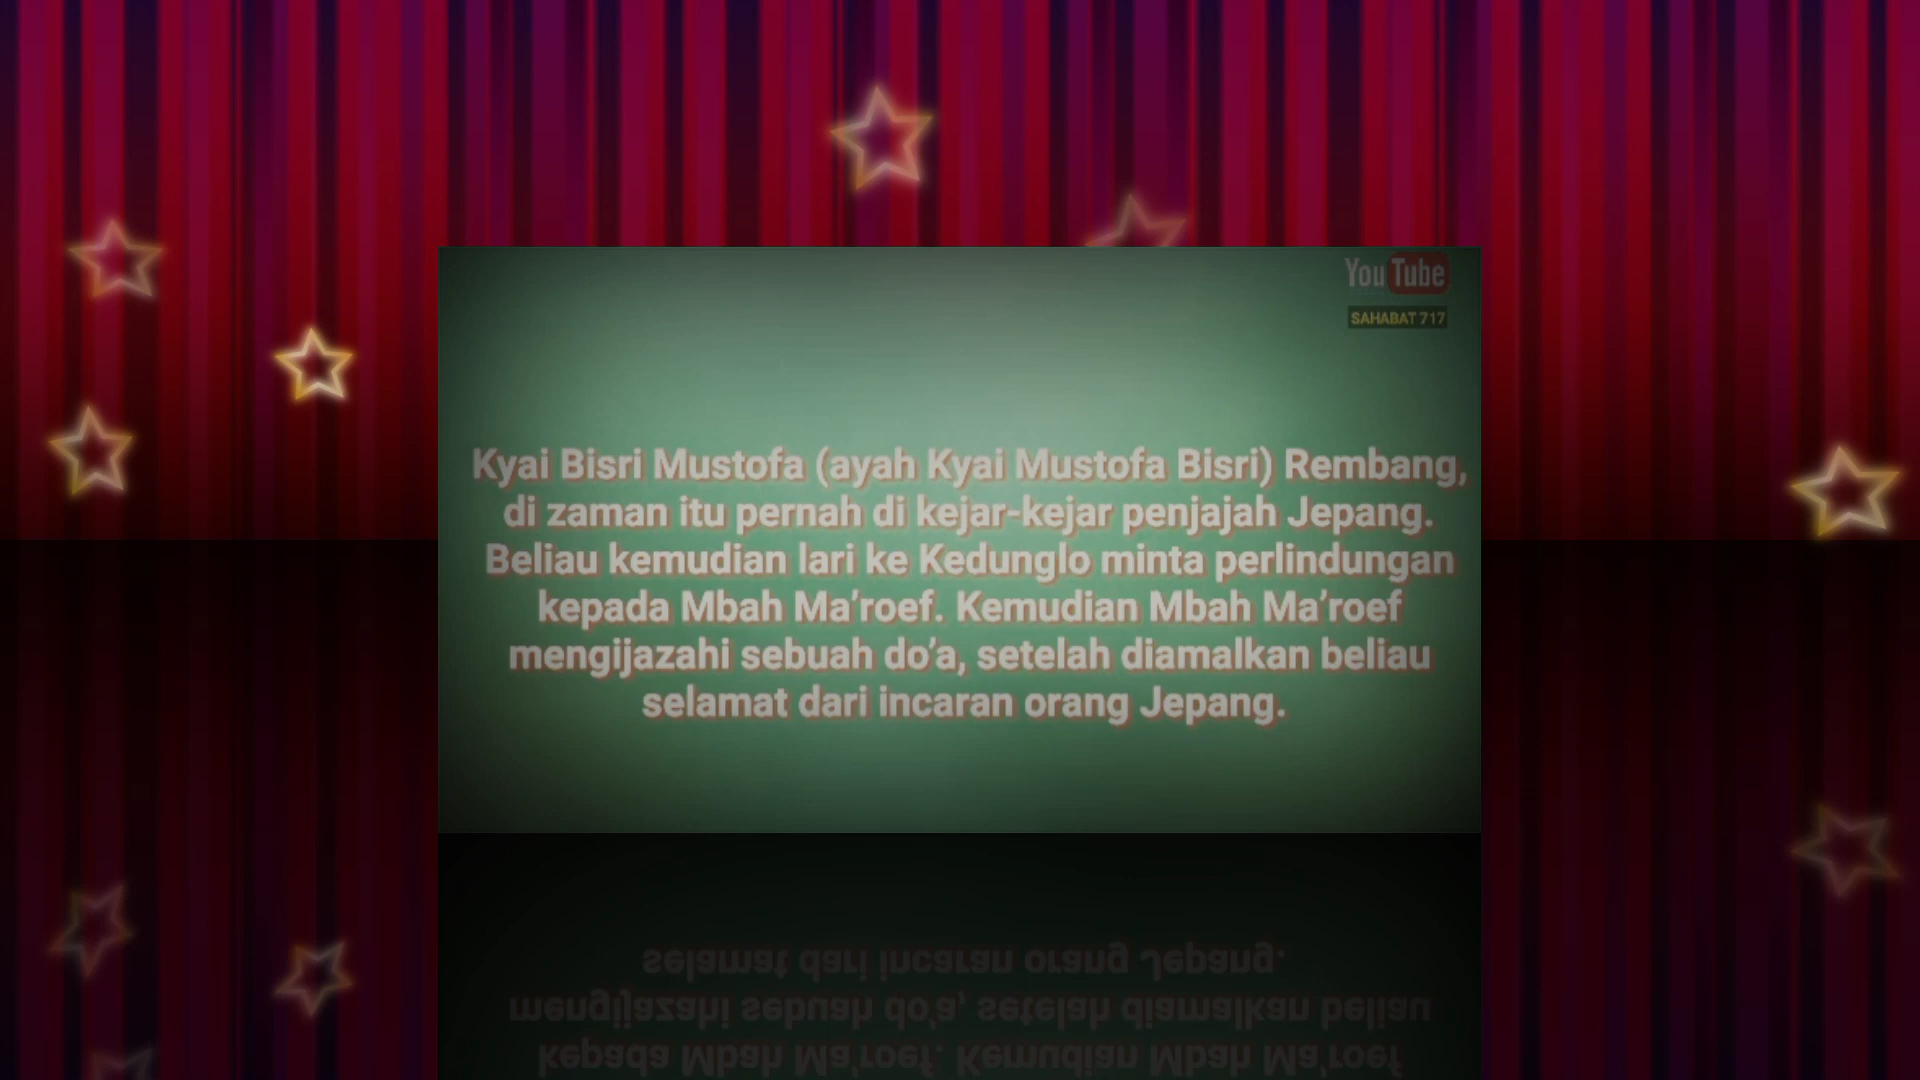 YouTube
SAHABAT 717
Kyai Bisri Mustofa (ayah Kyai Mustofa Bisri) Rembang,
di zaman itu pernah di kejar-kejar penjajah Jepang.
Beliau kemudian lari ke Kedunglo minta perlindungan
kepada Mbah Ma’roef. Kemudian Mbah Ma’roef
mengijazahi sebuah do’a, setelah diamalkan beliau
selamat dari incaran orang Jepang.